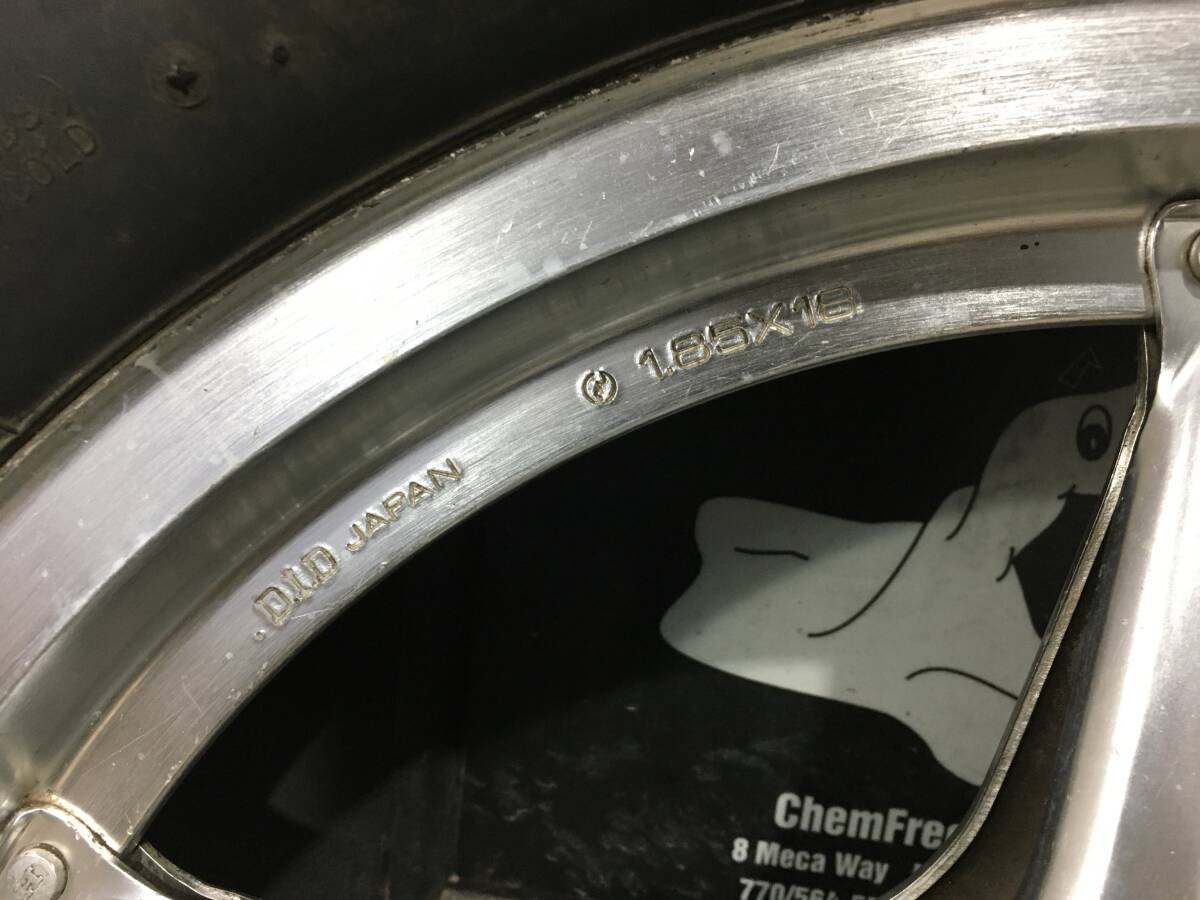 1.85X18
D.I.D JAPAN
ChemFree
8 Meca Way